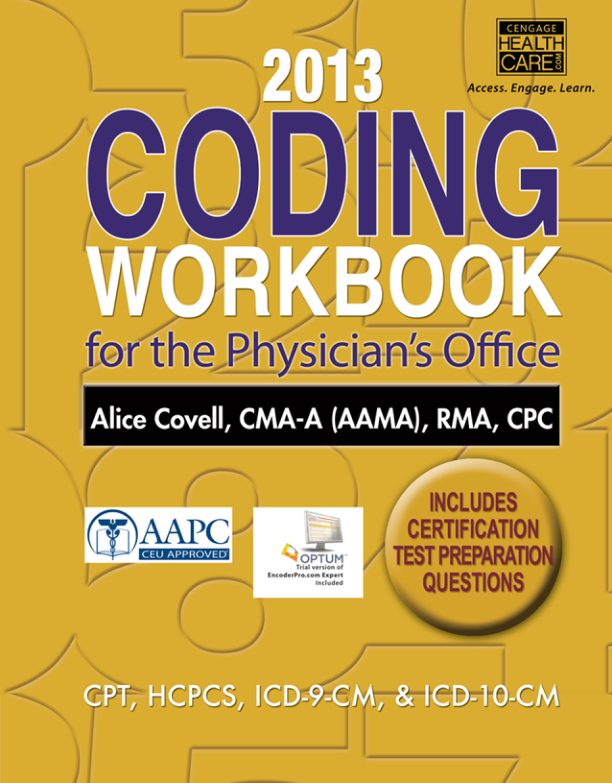 CENGAGE
HEALTH
CARE.COM
Access. Engage. Learn.
2013
CODING
WORKBOOK
for the Physician's Office
Alice Covell, CMA-A (AAMA), RMA, CPC
AAPC
CEU APPROVED
OPTUM™
Trial version of
EncoderPro.com Expert
included
INCLUDES
CERTIFICATION
TEST PREPARATION
QUESTIONS
CPT, HCPCS, ICD-9-CM, & ICD-10-CM